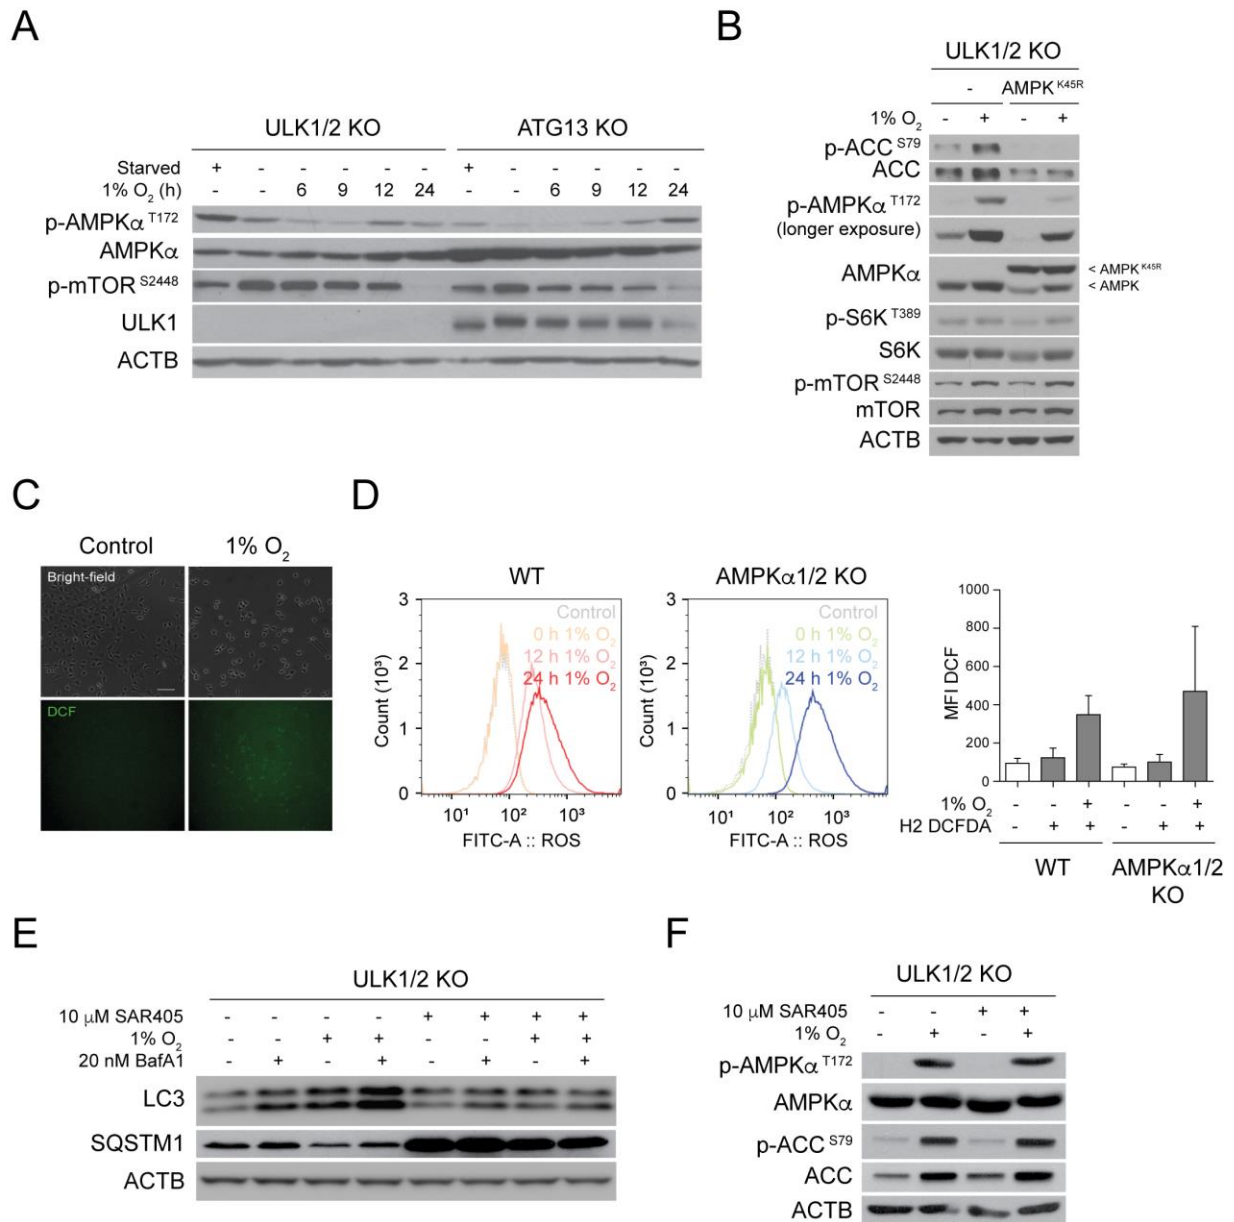 A
ULK1/2 KO ATG13 KO
Starved + - - - - - + - - - - -
1% O₂ (h) - - 6 9 12 24 - - 6 9 12 24
p-AMPKα T172
AMPKα
p-mTOR S2448
ULK1
ACTB
B
ULK1/2 KO
- AMPK K45R
1% O₂ - + - +
p-ACC S79
ACC
p-AMPKα T172
(longer exposure)
AMPKα
< AMPK K45R
< AMPK
p-S6K T389
S6K
p-mTOR S2448
mTOR
ACTB
C
Control 1% O₂
Bright-field
DCF
D
WT
3
2
1
0
Count (10³)
Control
0 h 1% O₂
12 h 1% O₂
24 h 1% O₂
10¹ 10² 10³
FITC-A :: ROS
AMPKα1/2 KO
3
2
1
0
Count (10³)
Control
0 h 1% O₂
12 h 1% O₂
24 h 1% O₂
10¹ 10² 10³
FITC-A :: ROS
1000
800
600
400
200
0
MFI DCF
1% O₂ - - + - - +
H2 DCFDA - + + - + +
WT AMPKα1/2
KO
E
ULK1/2 KO
10 μM SAR405 - - - - + + + +
1% O₂ - - + + - - + +
20 nM BafA1 - + - + - + - +
LC3
SQSTM1
ACTB
F
ULK1/2 KO
10 μM SAR405 - - + +
1% O₂ - + - +
p-AMPKα T172
AMPKα
p-ACC S79
ACC
ACTB